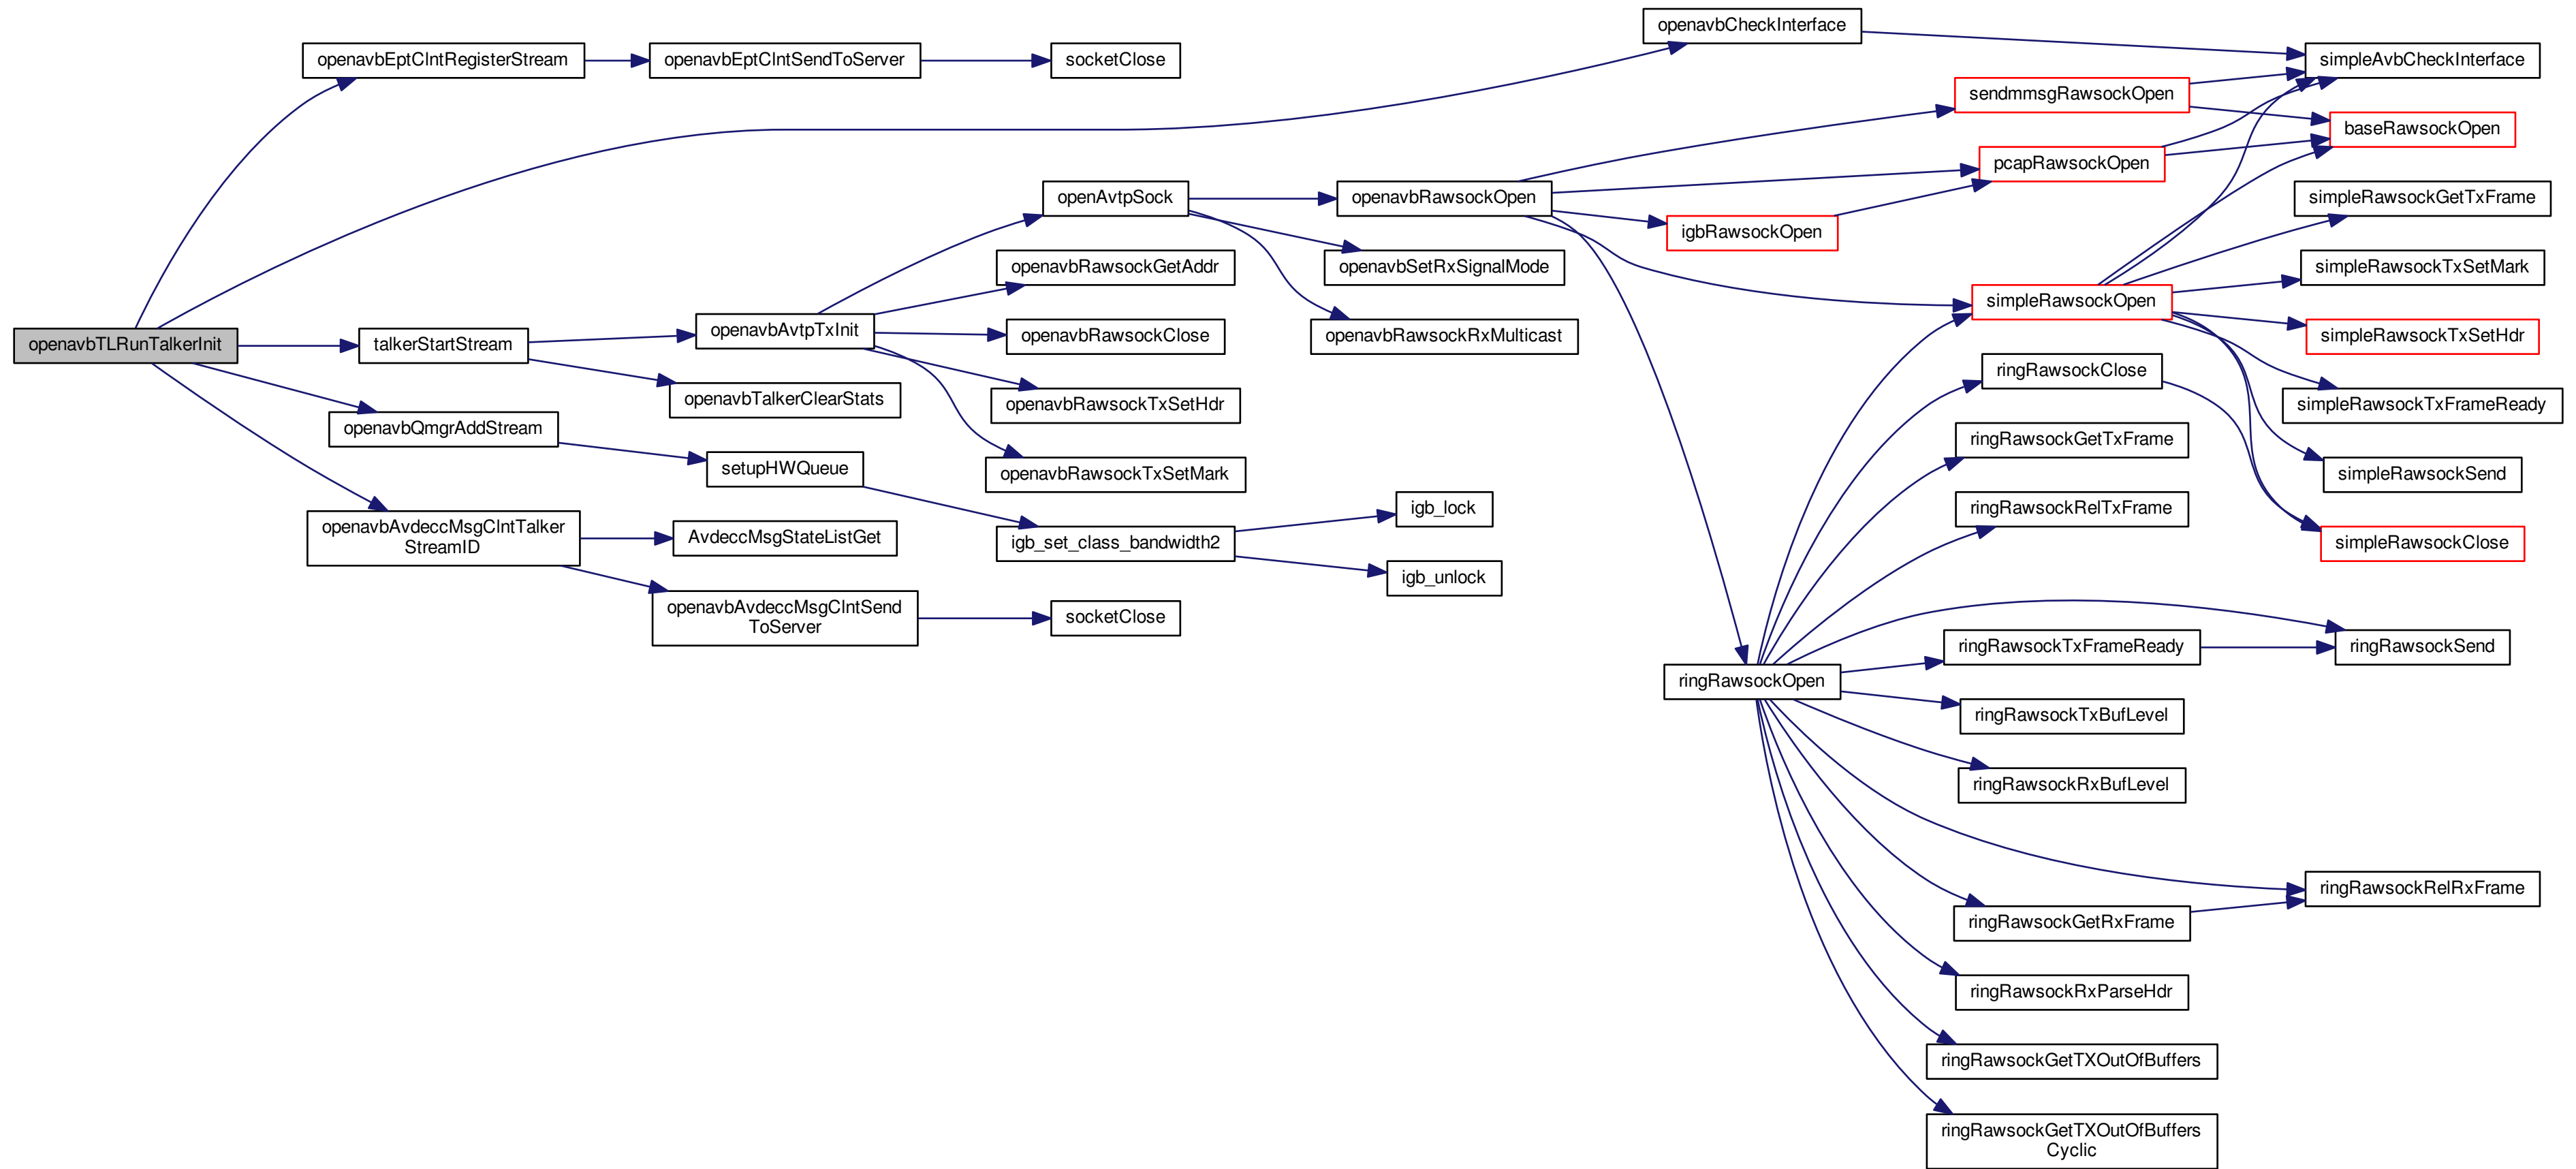 openavbTLRunTalkerInit
openavbEptClntRegisterStream
openavbEptClntSendToServer
socketClose
openavbCheckInterface
simpleAvbCheckInterface
talkerStartStream
openavbAvtpTxInit
openavbTalkerClearStats
openAvtpSock
openavbRawsockGetAddr
openavbRawsockClose
openavbRawsockTxSetHdr
openavbRawsockTxSetMark
openavbRawsockOpen
openavbSetRxSignalMode
openavbRawsockRxMulticast
openavbQmgrAddStream
setupHWQueue
igb_set_class_bandwidth2
igb_lock
igb_unlock
openavbAvdeccMsgClntTalker
StreamID
AvdeccMsgStateListGet
openavbAvdeccMsgClntSend
ToServer
socketClose
sendmmsgRawsockOpen
pcapRawsockOpen
igbRawsockOpen
simpleRawsockOpen
baseRawsockOpen
simpleRawsockGetTxFrame
simpleRawsockTxSetMark
simpleRawsockTxSetHdr
simpleRawsockTxFrameReady
simpleRawsockSend
simpleRawsockClose
ringRawsockOpen
ringRawsockClose
ringRawsockGetTxFrame
ringRawsockRelTxFrame
ringRawsockTxFrameReady
ringRawsockSend
ringRawsockTxBufLevel
ringRawsockRxBufLevel
ringRawsockRelRxFrame
ringRawsockGetRxFrame
ringRawsockRxParseHdr
ringRawsockGetTXOutOfBuffers
ringRawsockGetTXOutOfBuffers
Cyclic